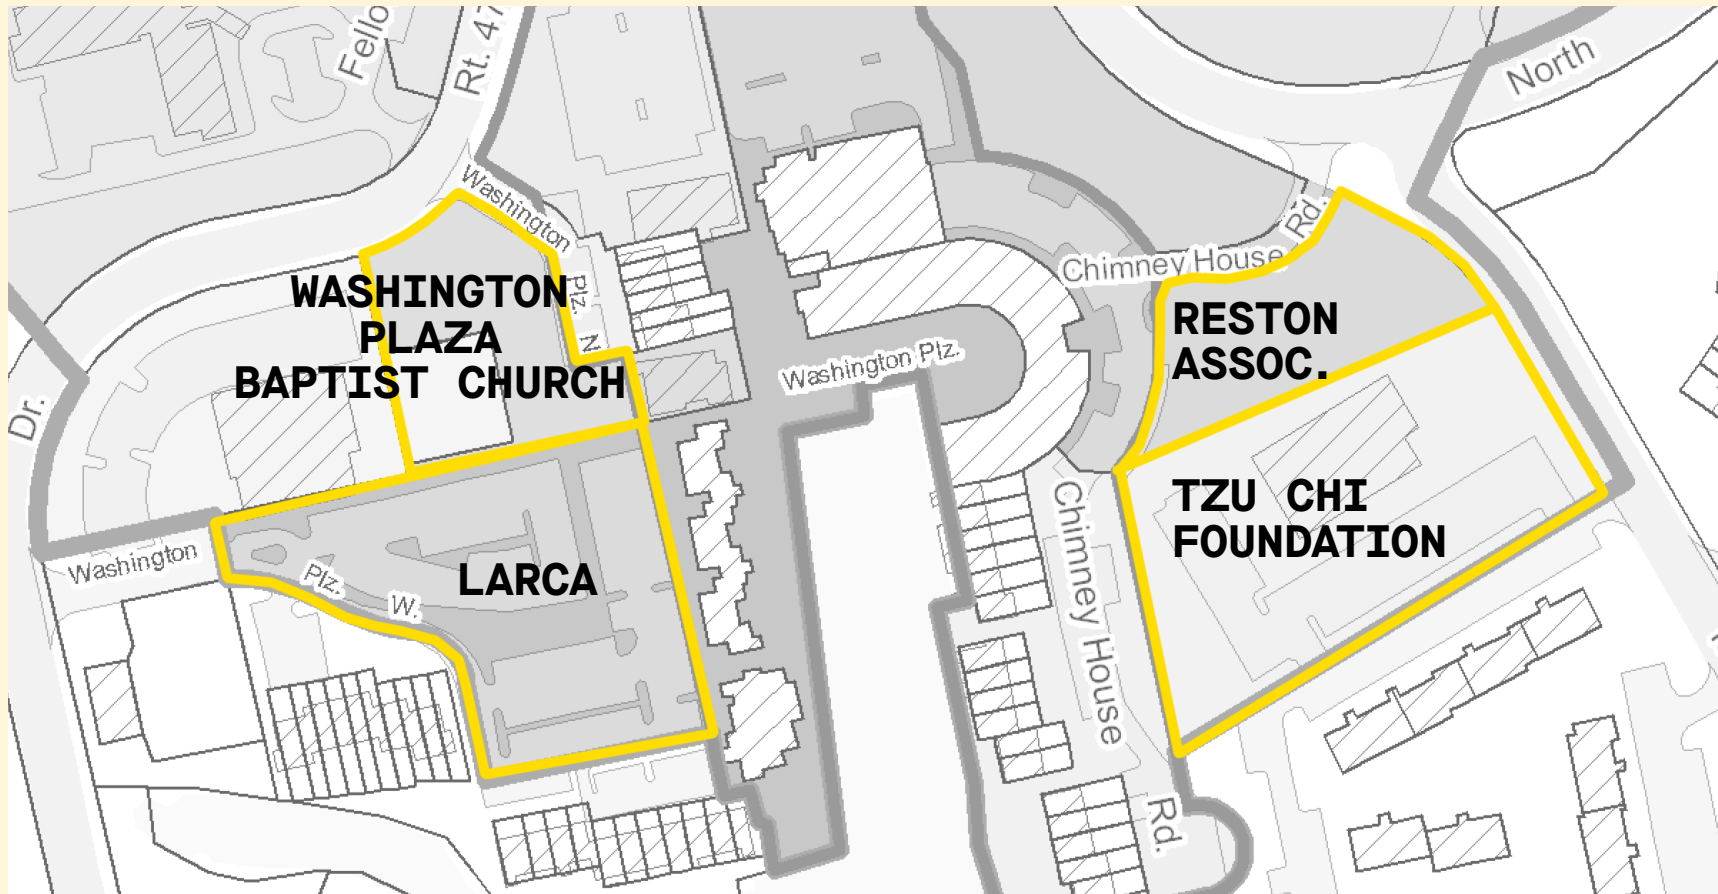 Fello
Rt. 47
North
Washington
Plz.
N
Chimney House
Rd.
WASHINGTON
PLAZA
BAPTIST CHURCH
RESTON
ASSOC.
Washington Plz.
Dr.
TZU CHI
FOUNDATION
Washington
Plz.
W.
LARCA
Chimney House
Rd.